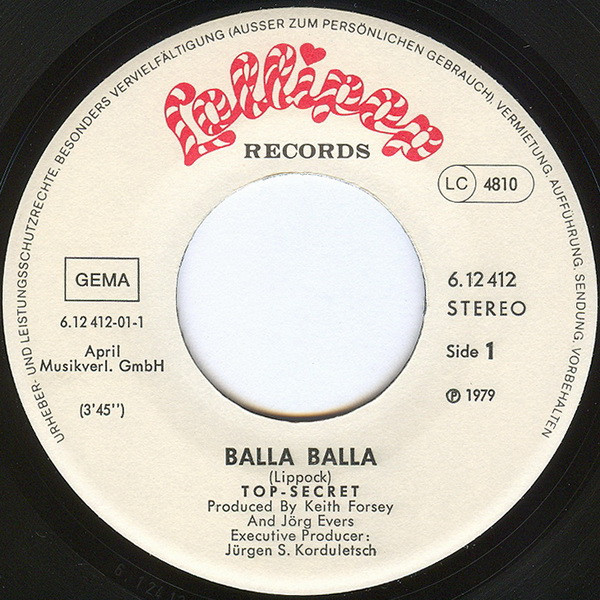 URHEBER- UND LEISTUNGSSCHUTZRECHTE, BESONDERS VERVIELFÄLTIGUNG (AUSSER ZUM PERSÖNLICHEN GEBRAUCH), VERMIETUNG, AUFFÜHRUNG, SENDUNG, VORBEHALTEN
Lollipop
RECORDS
LC 4810
GEMA
6.12 412-01-1
April
Musikverl. GmbH
(3'45")
6.12 412
STEREO
Side 1
℗ 1979
BALLA BALLA
(Lippock)
TOP-SECRET
Produced By Keith Forsey
And Jörg Evers
Executive Producer:
Jürgen S. Korduletsch